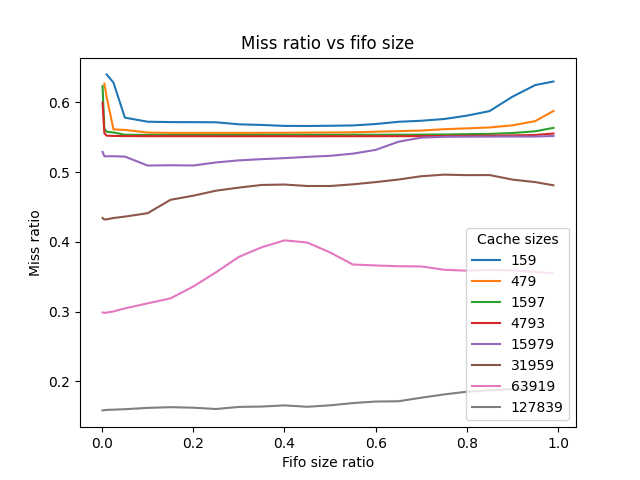 Miss ratio vs fifo size
Miss ratio
0.6
0.5
0.4
0.3
0.2
Cache sizes
159
479
1597
4793
15979
31959
63919
127839
0.0 0.2 0.4 0.6 0.8 1.0
Fifo size ratio